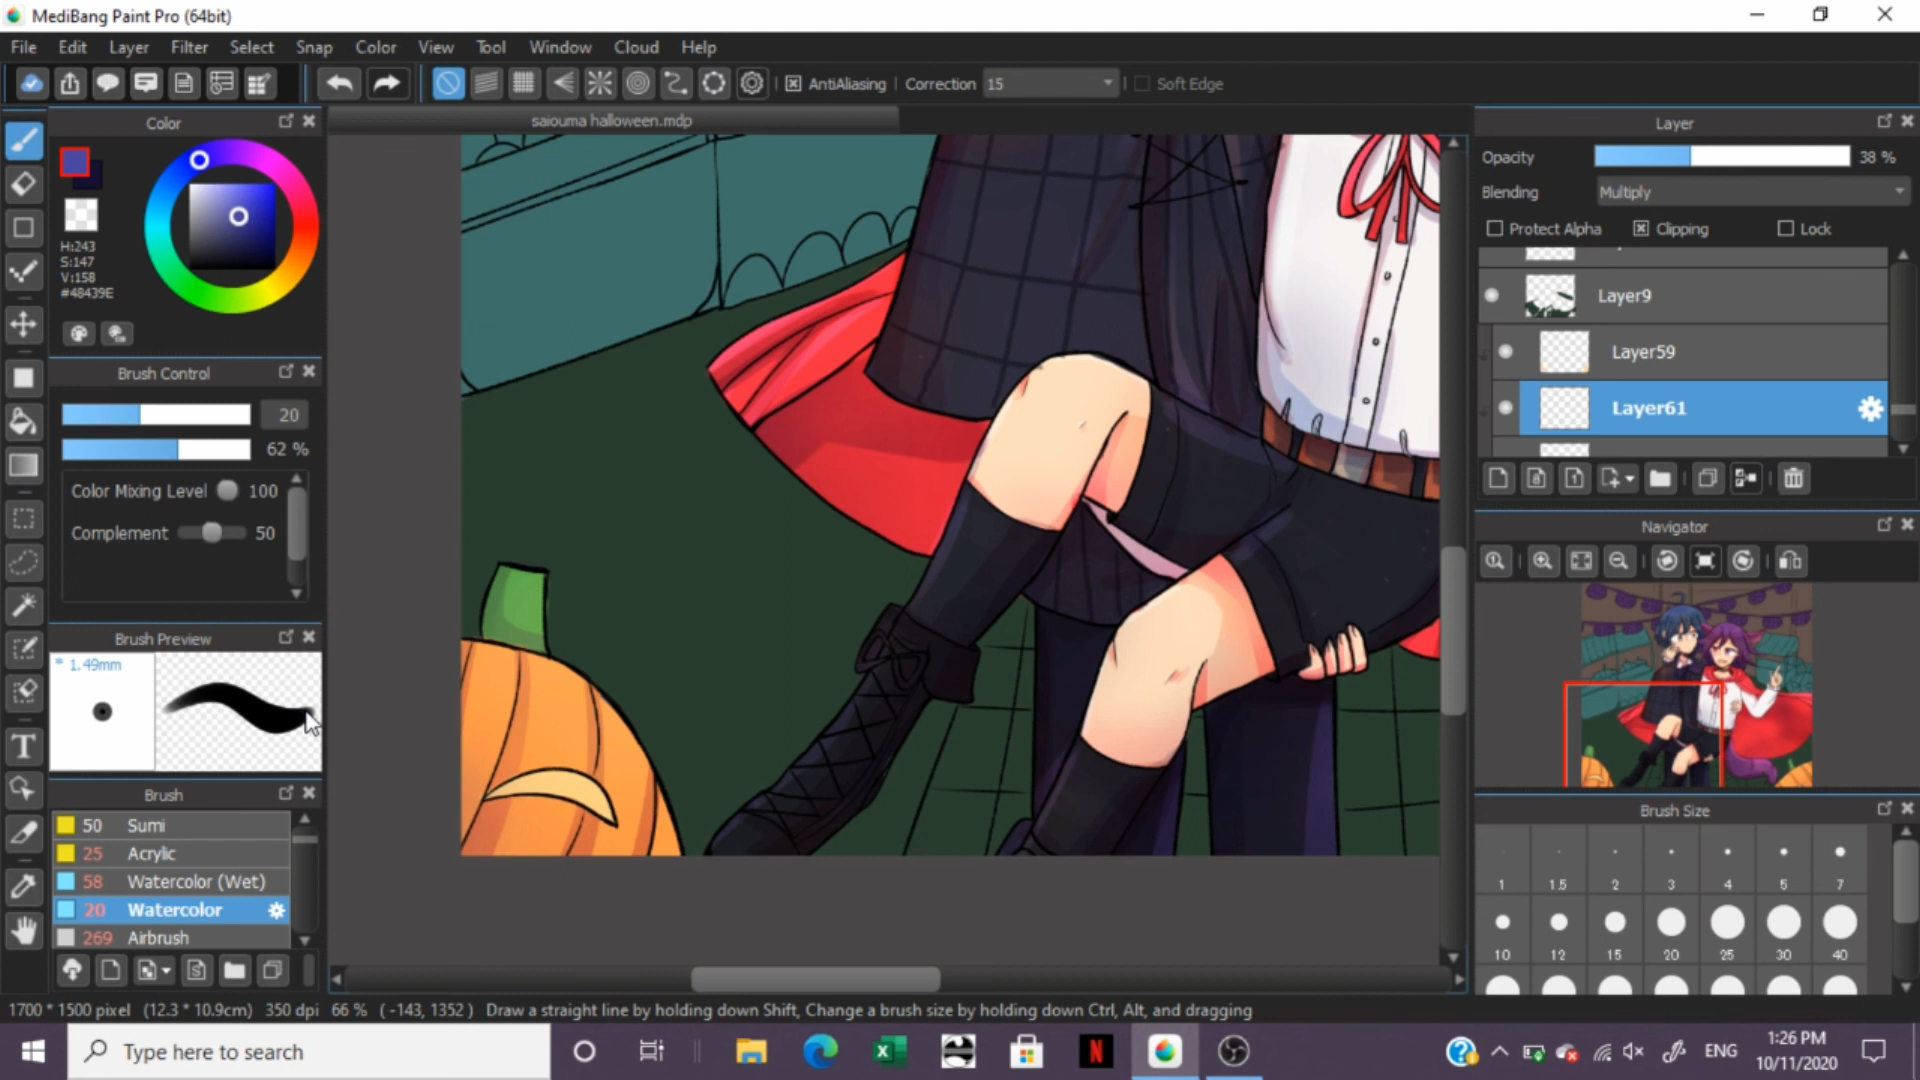 MediBang Paint Pro (64bit)
File Edit Layer Filter Select Snap Color View Tool Window Cloud Help
AntiAliasing Correction 15 Soft Edge
saiouma halloween.mdp
Color
H:243
S:147
V:158
#48439E
Brush Control
20
62 %
Color Mixing Level 100
Complement 50
Brush Preview
* 1.49mm
Brush
50 Sumi
25 Acrylic
58 Watercolor (Wet)
20 Watercolor
269 Airbrush
Layer
Opacity 38 %
Blending Multiply
Protect Alpha Clipping Lock
Layer9
Layer59
Layer61
Navigator
Brush Size
1 1.5 2 3 4 5 7
10 12 15 20 25 30 40
1700 * 1500 pixel (12.3 * 10.9cm) 350 dpi 66 % ( -143, 1352 ) Draw a straight line by holding down Shift, Change a brush size by holding down Ctrl, Alt, and dragging
Type here to search
ENG
1:26 PM
10/11/2020